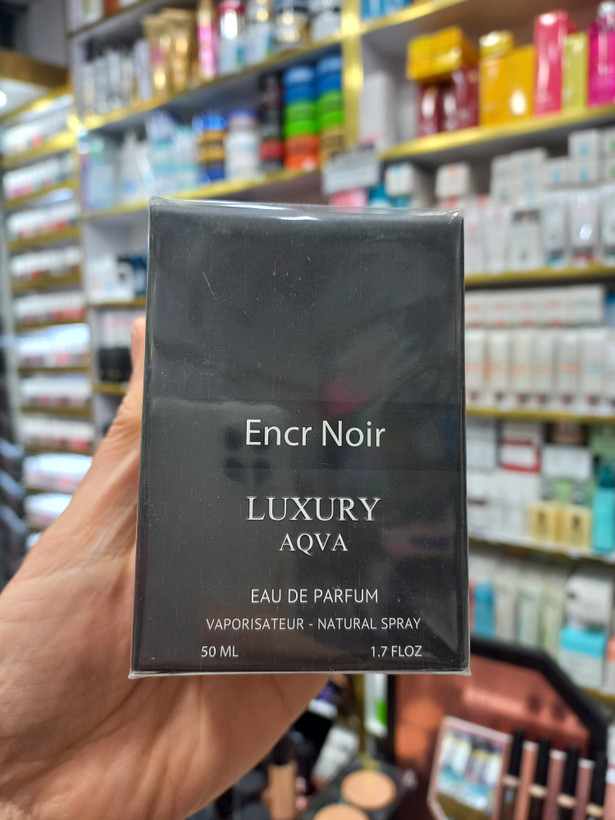 Encr Noir
LUXURY
AQVA
EAU DE PARFUM
VAPORISATEUR - NATURAL SPRAY
50 ML 1.7 FLOZ